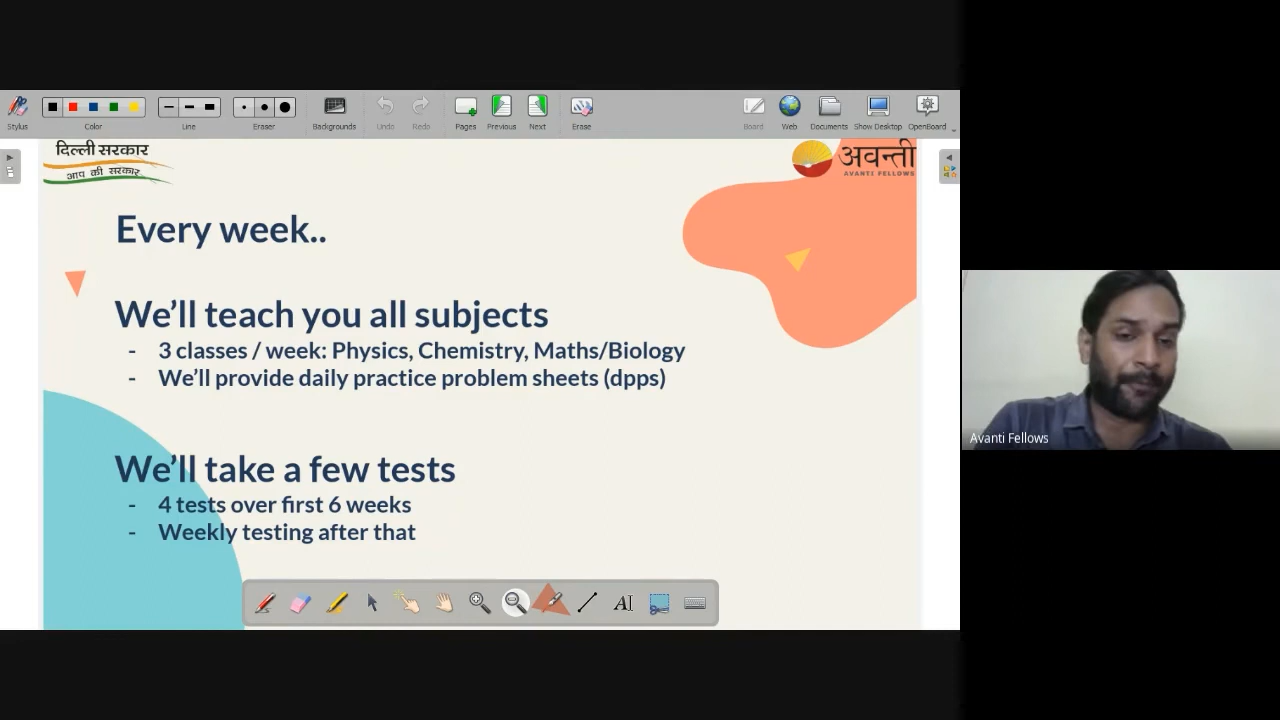 Stylus
Color
Line
Eraser
Backgrounds
Undo
Redo
Pages
Previous
Next
Erase
Board
Web
Documents
Show Desktop
OpenBoard
दिल्ली सरकार
आप की सरकार
अवन्ती
AVANTI FELLOWS
Every week..
We'll teach you all subjects
- 3 classes / week: Physics, Chemistry, Maths/Biology
- We'll provide daily practice problem sheets (dpps)
We'll take a few tests
- 4 tests over first 6 weeks
- Weekly testing after that
AI
Avanti Fellows